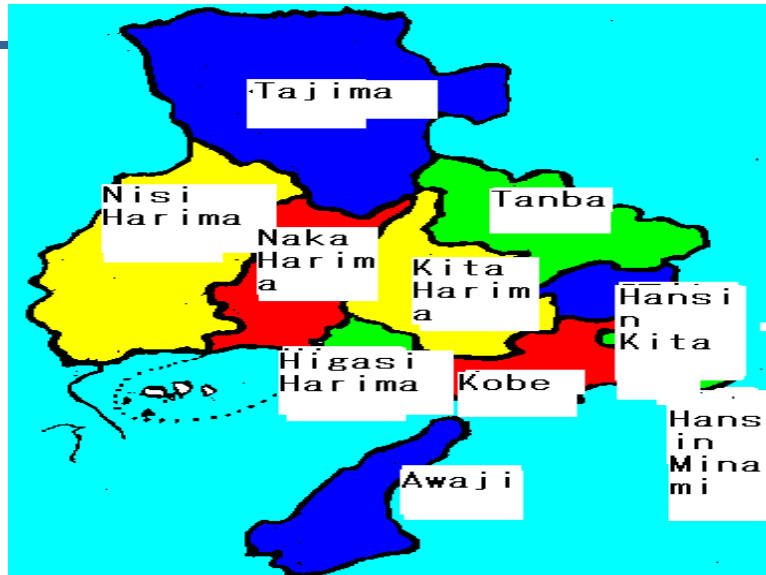 Tajima
Nisi
Harima
Tanba
Naka
Harim
a
Kita
Harim
a
Hansi
n
Kita
Higasi
Harima
Kobe
Hans
in
Mina
mi
Awaji